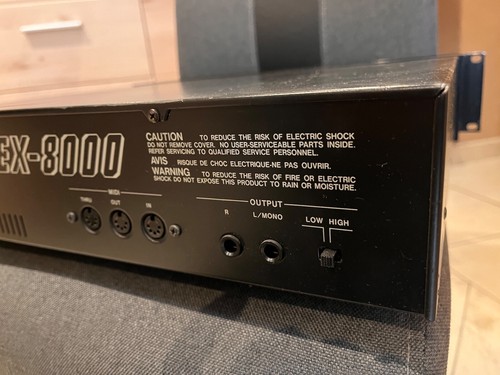 EX-8000
CAUTION TO REDUCE THE RISK OF ELECTRIC SHOCK
DO NOT REMOVE COVER. NO USER-SERVICEABLE PARTS INSIDE.
REFER SERVICING TO QUALIFIED SERVICE PERSONNEL.
AVIS RISQUE DE CHOC ELECTRIQUE-NE PAS OUVRIR.
WARNING TO REDUCE THE RISK OF FIRE OR ELECTRIC
SHOCK DO NOT EXPOSE THIS PRODUCT TO RAIN OR MOISTURE.
MIDI
THRU OUT IN
OUTPUT
R L/MONO LOW HIGH